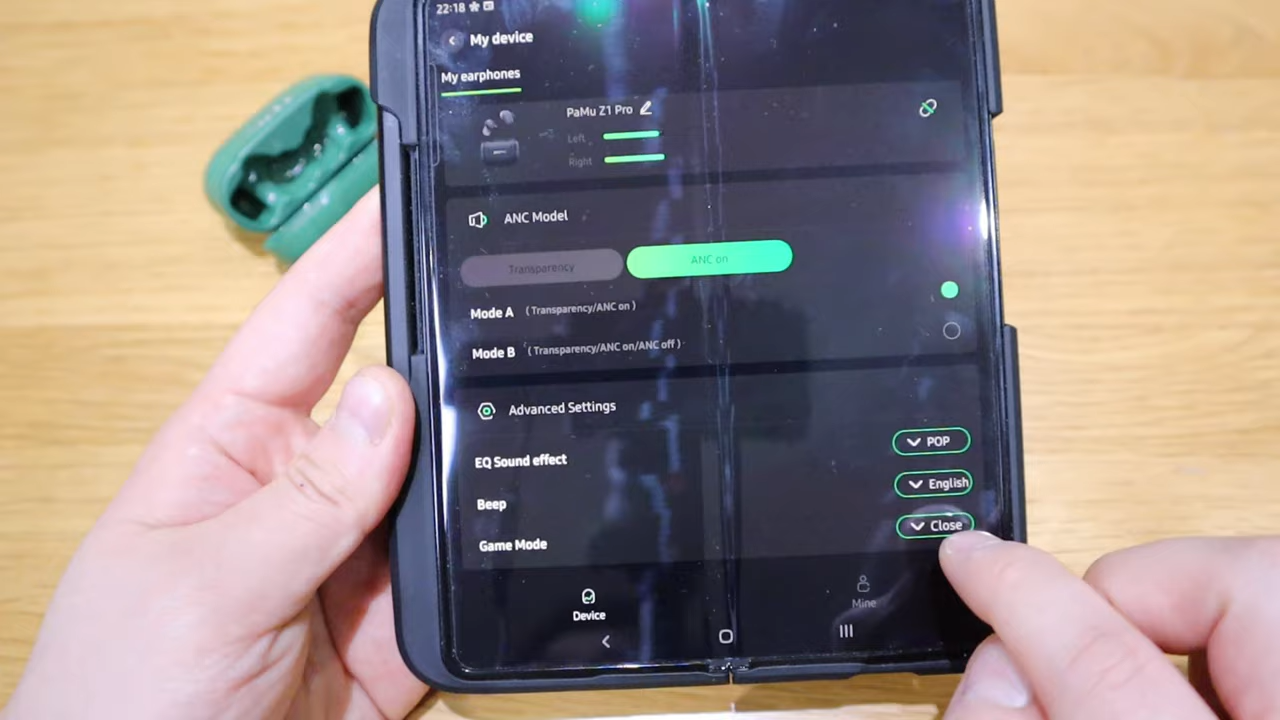 22:18
My device
My earphones
PaMu Z1 Pro
Left
Right
ANC Model
Transparency
ANC on
Mode A ( Transparency/ANC on )
Mode B ( Transparency/ANC on/ANC off )
Advanced Settings
EQ Sound effect
POP
Beep
English
Game Mode
Close
Device
Mine